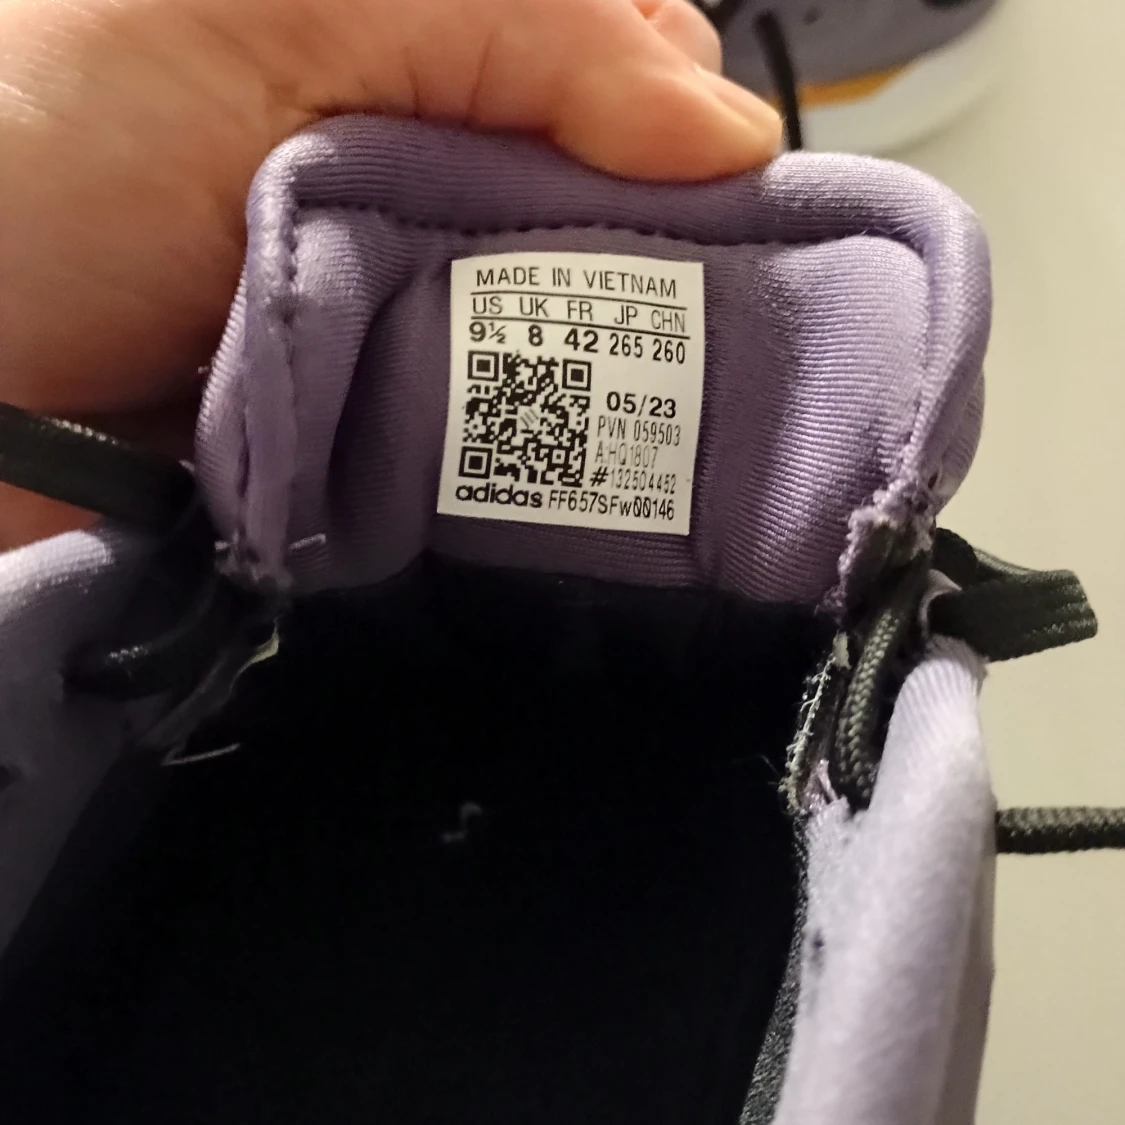 MADE IN VIETNAM
US UK FR JP CHN
9½ 8 42 265 260
05/23
PVN 059503
A:HQ1807
#132504452
adidas FF657SFw00146